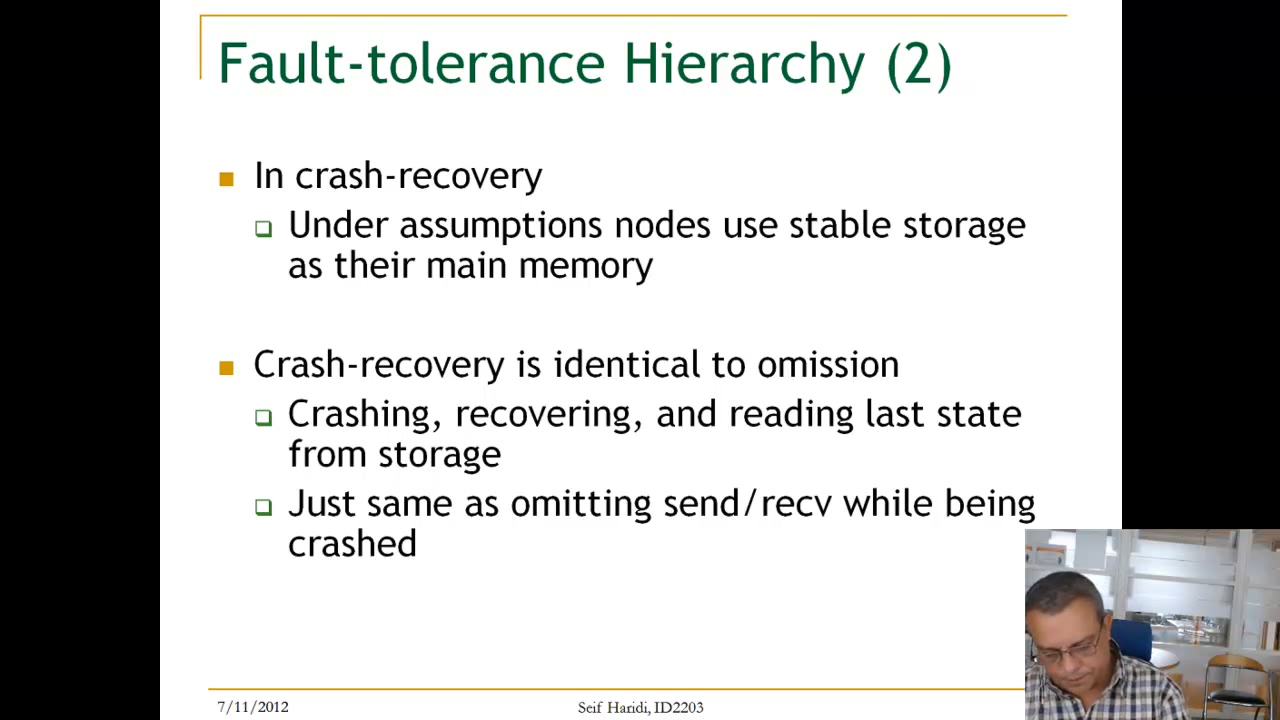 Fault-tolerance Hierarchy (2)
In crash-recovery
Under assumptions nodes use stable storage
as their main memory
Crash-recovery is identical to omission
Crashing, recovering, and reading last state
from storage
Just same as omitting send/recv while being
crashed
7/11/2012
Seif Haridi, ID2203